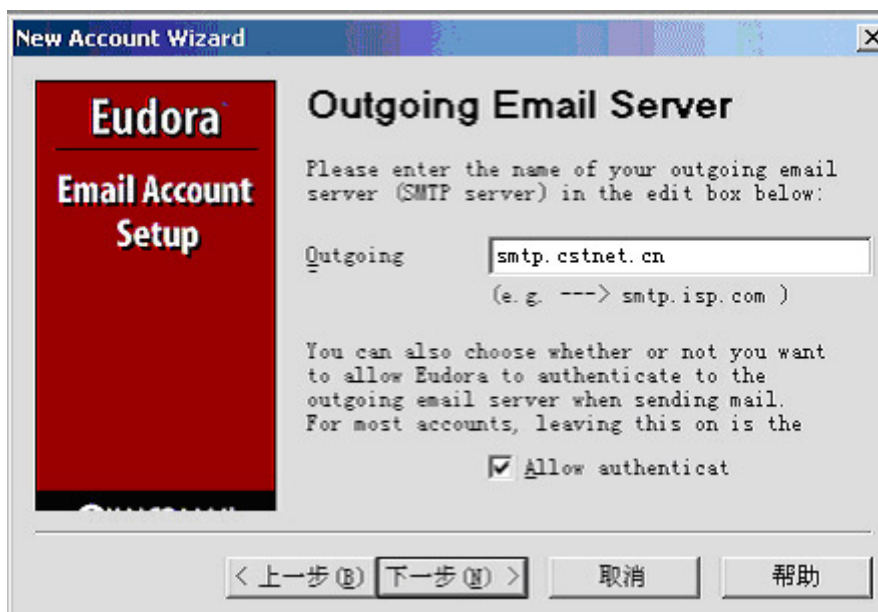 New Account Wizard
Eudora
Email Account
Setup
Outgoing Email Server
Please enter the name of your outgoing email
server (SMTP server) in the edit box below:
Outgoing
smtp.cstnet.cn
(e.g. ---> smtp.isp.com )
You can also choose whether or not you want
to allow Eudora to authenticate to the
outgoing email server when sending mail.
For most accounts, leaving this on is the
Allow authenticat
< 上一步(B)
下一步(N) >
取消
帮助